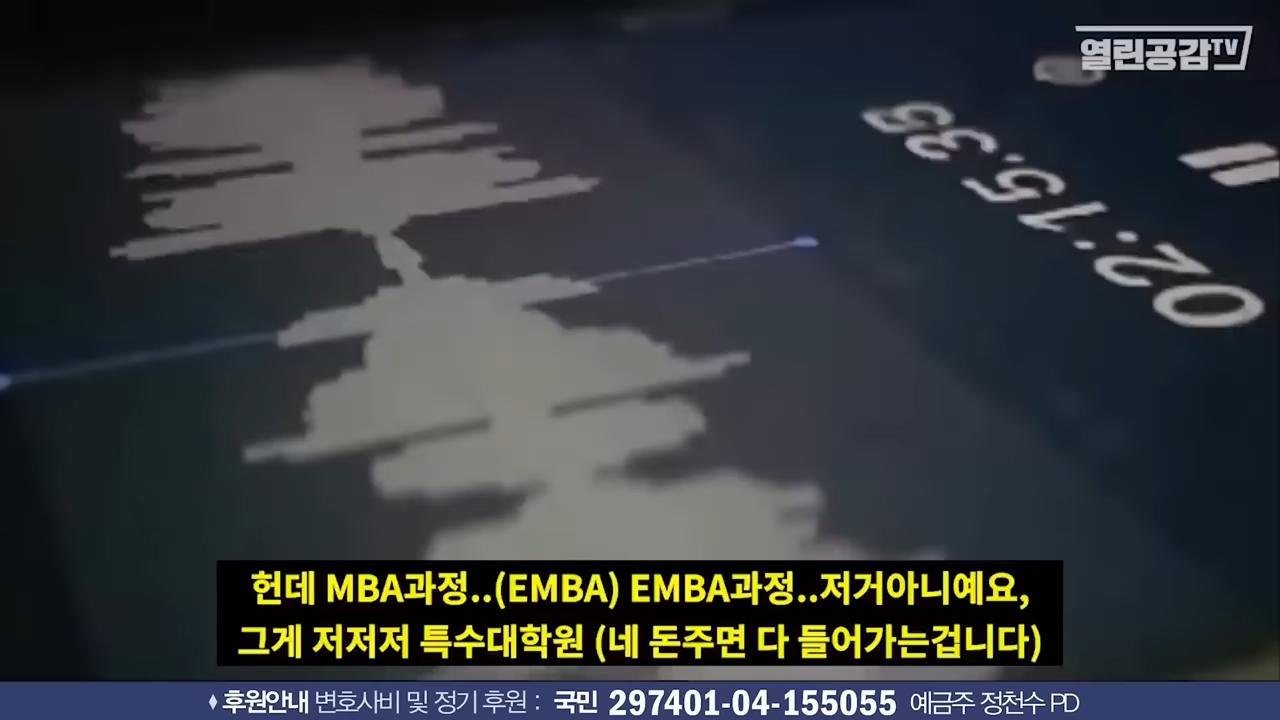 열린공감TV
02:15.35
헌데 MBA과정..(EMBA) EMBA과정..저거아니예요,
그게 저저저 특수대학원 (네 돈주면 다 들어가는겁니다)
♦후원안내 변호사비 및 정기 후원 : 국민 297401-04-155055 예금주 정천수 PD